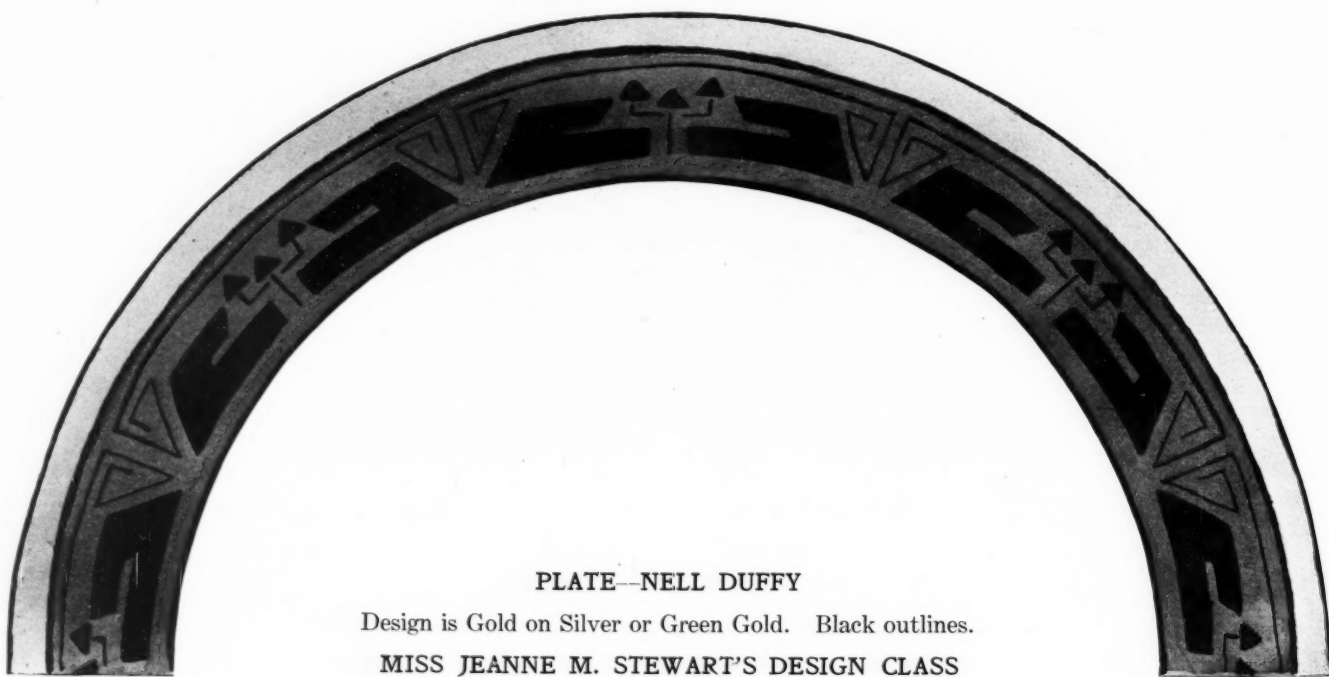 PLATE—NELL DUFFY
Design is Gold on Silver or Green Gold. Black outlines.
MISS JEANNE M. STEWART'S DESIGN CLASS